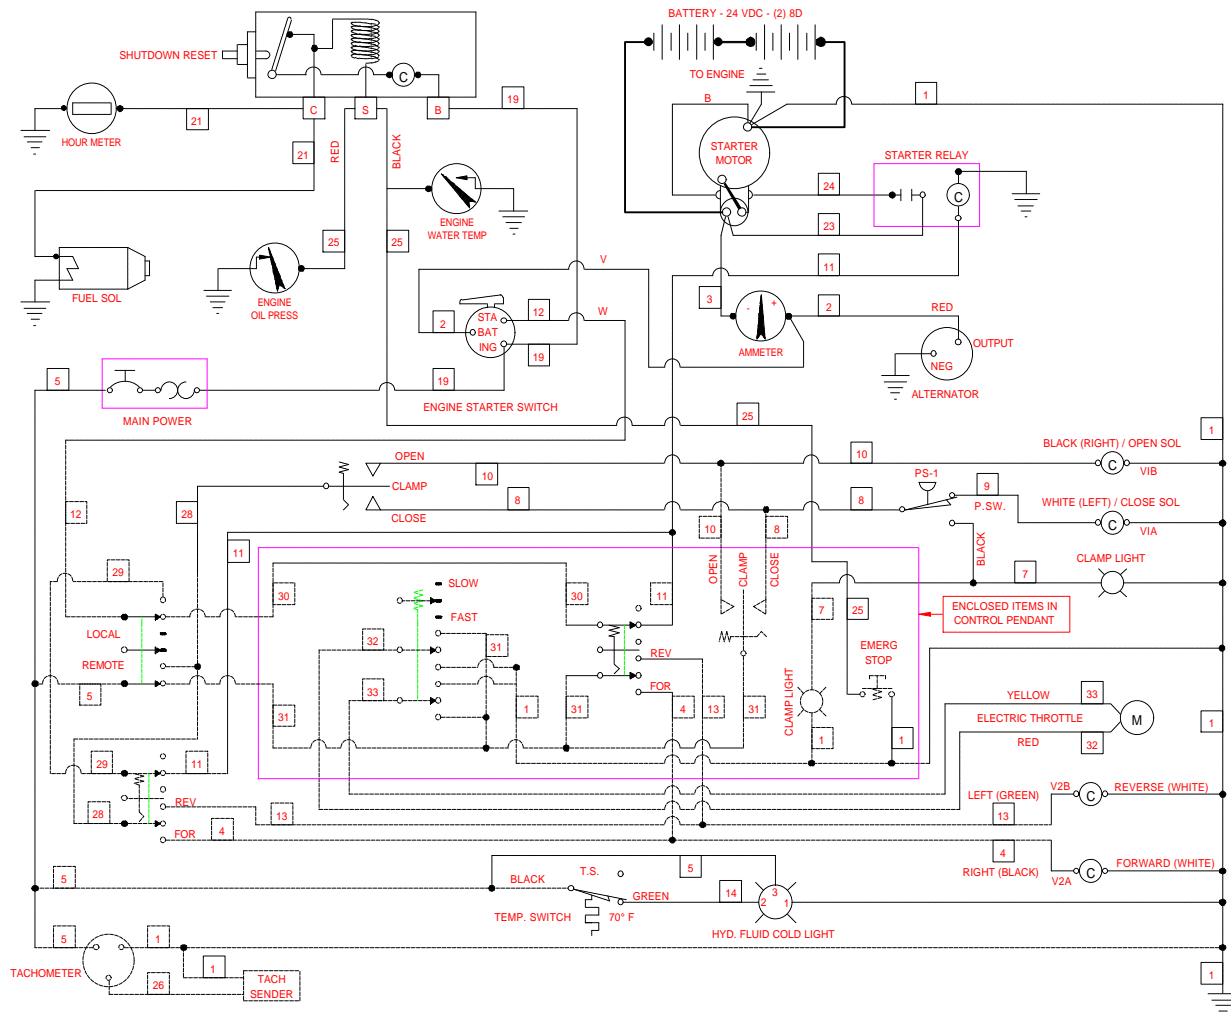 BATTERY - 24 VDC - (2) 8D
SHUTDOWN RESET
C
TO ENGINE
B
1
19
C
S
B
21
HOUR METER
STARTER
MOTOR
STARTER RELAY
21
RED
BLACK
24
C
ENGINE
WATER TEMP
23
25
25
V
11
FUEL SOL
ENGINE
OIL PRESS
3
2
RED
2
STA
BAT
ING
12
W
-
+
AMMETER
OUTPUT
NEG
19
5
19
ALTERNATOR
MAIN POWER
ENGINE STARTER SWITCH
25
1
OPEN
10
10
BLACK (RIGHT) / OPEN SOL
C
VIB
PS-1
CLAMP
9
P.SW.
12
28
8
8
WHITE (LEFT) / CLOSE SOL
CLOSE
10
8
C
VIA
11
BLACK
CLAMP LIGHT
29
OPEN
CLAMP
CLOSE
7
30
SLOW
30
11
7
25
ENCLOSED ITEMS IN
CONTROL PENDANT
FAST
LOCAL
32
31
REV
EMERG
STOP
REMOTE
5
33
FOR
31
1
31
4
13
31
CLAMP LIGHT
1
1
YELLOW
33
ELECTRIC THROTTLE
M
1
RED
32
29
11
V2B
REVERSE (WHITE)
LEFT (GREEN)
C
REV
28
13
13
FOR
4
4
RIGHT (BLACK)
V2A
C
FORWARD (WHITE)
5
BLACK
T.S.
5
GREEN
14
3
2
1
TEMP. SWITCH
70° F
HYD. FLUID COLD LIGHT
5
1
TACHOMETER
1
TACH
SENDER
26
1